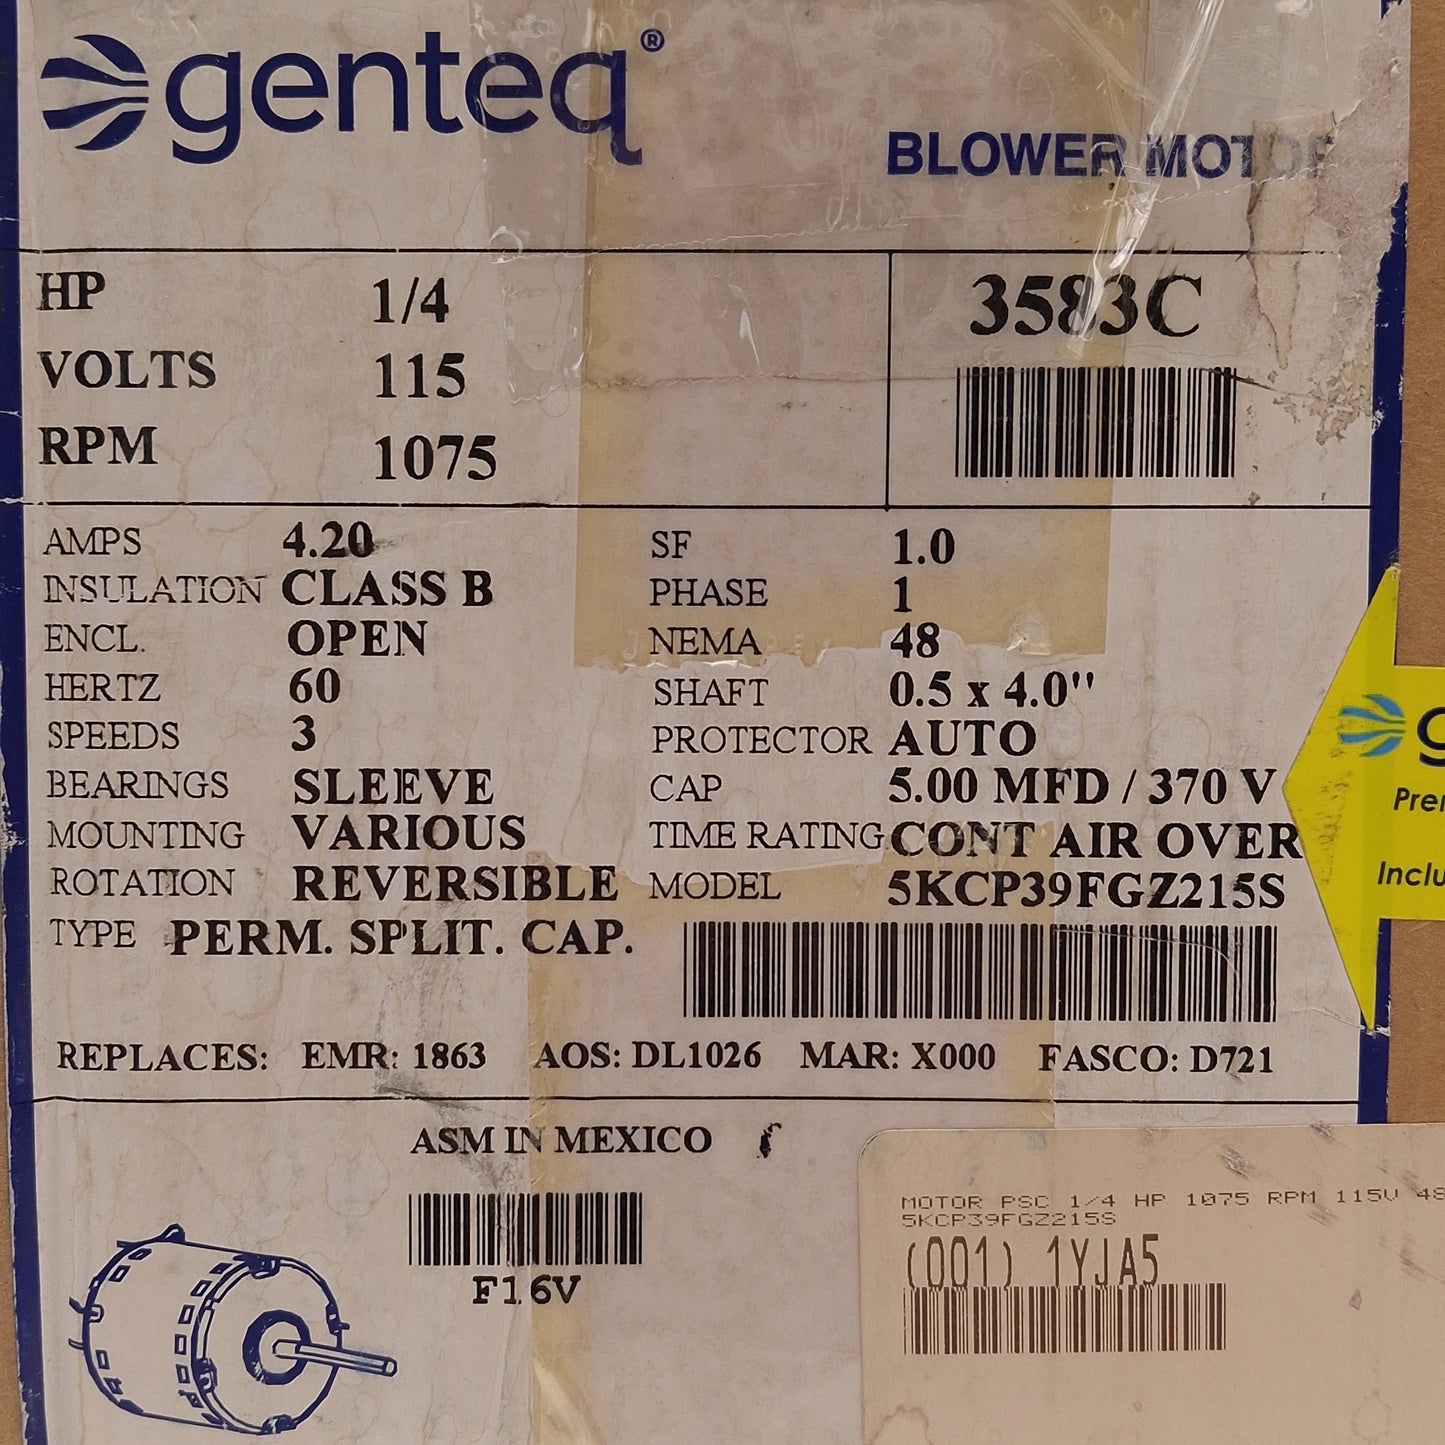 genteq®
BLOWER MOTOR
HP 1/4
VOLTS 115
RPM 1075
3583C
AMPS 4.20
INSULATION CLASS B
ENCL. OPEN
HERTZ 60
SPEEDS 3
BEARINGS SLEEVE
MOUNTING VARIOUS
ROTATION REVERSIBLE
TYPE PERM. SPLIT. CAP.
SF 1.0
PHASE 1
NEMA 48
SHAFT 0.5 x 4.0"
PROTECTOR AUTO
CAP 5.00 MFD / 370 V
TIME RATING CONT AIR OVER
MODEL 5KCP39FGZ215S
REPLACES: EMR: 1863 AOS: DL1026 MAR: X000 FASCO: D721
ASM IN MEXICO
F16V
MOTOR PSC 1/4 HP 1075 RPM 115V 48
5KCP39FGZ215S
(001) 1YJA5